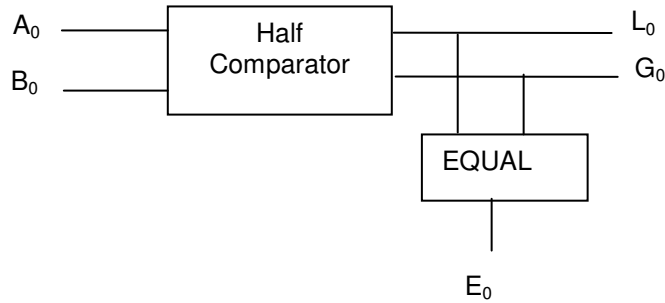 A₀
Half
Comparator
L₀
B₀
G₀
EQUAL
E₀